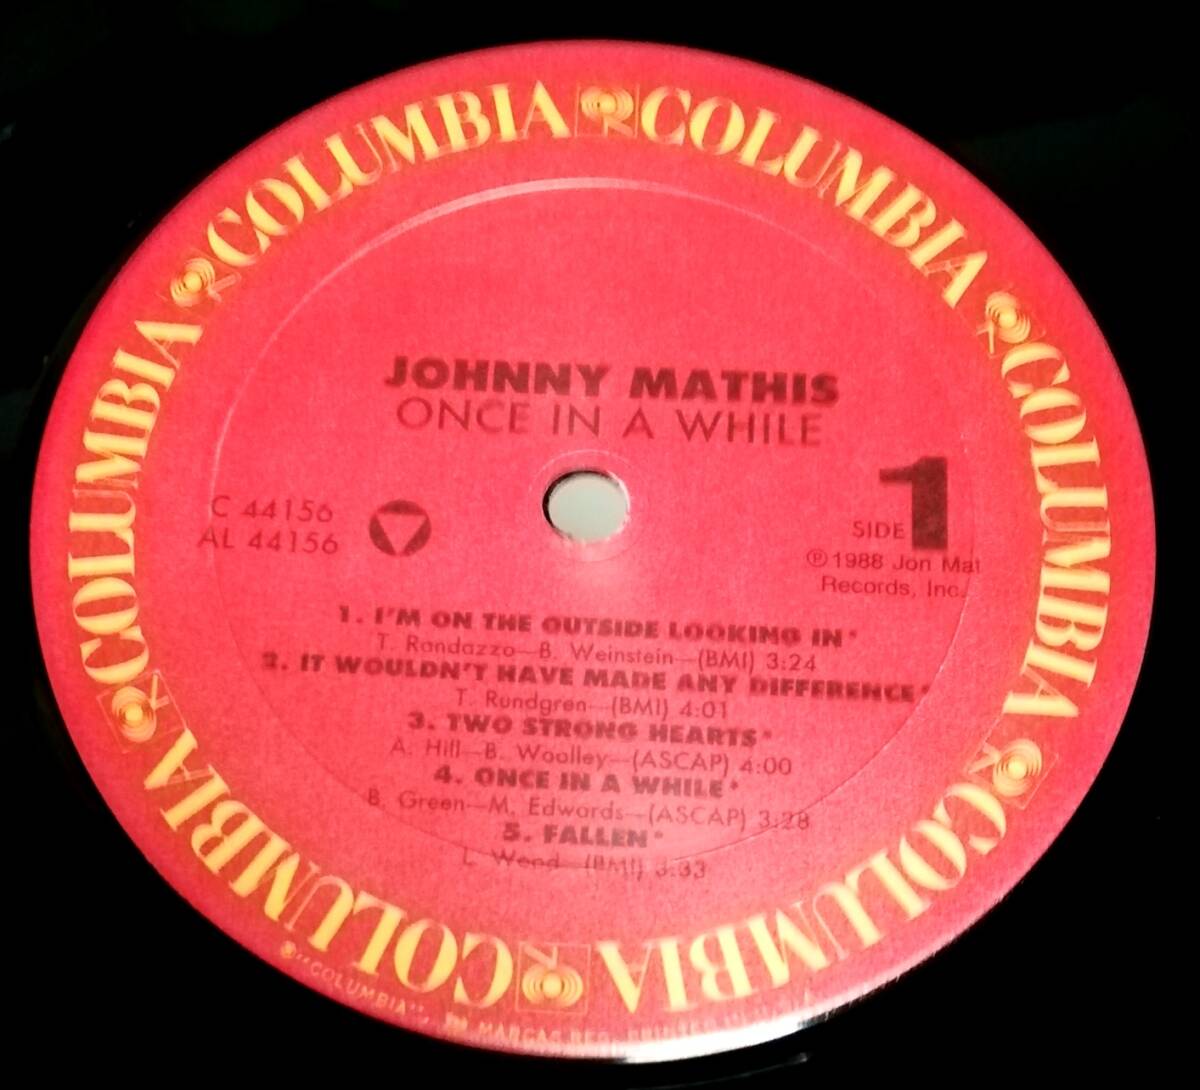 COLUMBIA COLUMBIA COLUMBIA COLUMBIA COLUMBIA COLUMBIA
JOHNNY MATHIS
ONCE IN A WHILE
C 44156
AL 44156
SIDE 1
℗1988 Jon Mat
Records, Inc.
1. I'M ON THE OUTSIDE LOOKING IN*
T. Randazzo—B. Weinstein—(BMI) 3:24
2. IT WOULDN'T HAVE MADE ANY DIFFERENCE*
T. Rundgren—(BMI) 4:01
3. TWO STRONG HEARTS*
A. Hill—B. Woolley—(ASCAP) 4:00
4. ONCE IN A WHILE*
B. Green—M. Edwards—(ASCAP) 3:28
5. FALLEN*
L. Wend—(BMI) 3:33
"COLUMBIA", MARCAS REG.